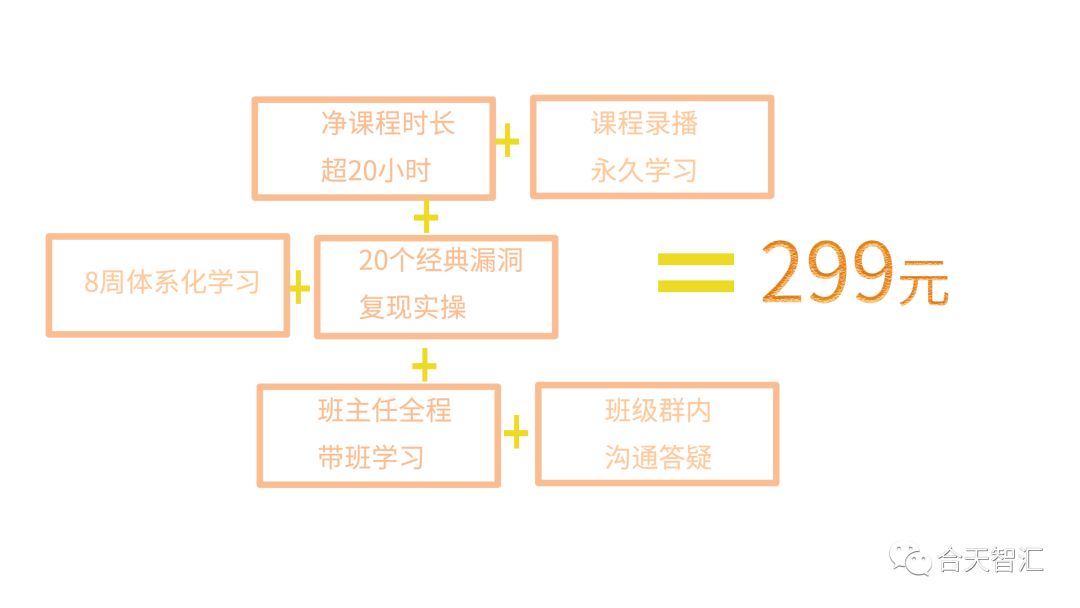 净课程时长
超20小时
+
课程录播
永久学习
+
8周体系化学习
+
20个经典漏洞
复现实操
=
299元
+
班主任全程
带班学习
+
班级群内
沟通答疑
合天智汇